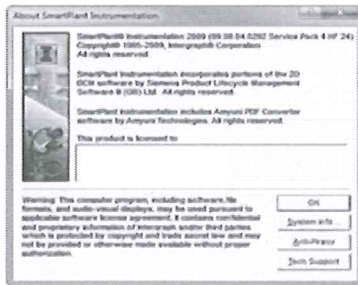 About SmartPlant Instrumentation
SmartPlant® Instrumentation 2009 (09.00.04.0292 Service Pack 4 HF 24)
Copyright© 1995-2009, Intergraph® Corporation
All rights reserved
SmartPlant Instrumentation incorporates portions of the 2D
DCM software by Siemens Product Lifecycle Management
Software III (GB) Ltd. All rights reserved.
SmartPlant Instrumentation includes Amyuni PDF Converter
software by Amyuni Technologies. All rights reserved.
This product is licensed to
Warning: This computer program, including software, file
formats, and audio-visual displays, may be used pursuant to
applicable software license agreement. It contains confidential
and proprietary information of Intergraph and/or third parties
which is protected by copyright and trade secret law and may
not be provided or otherwise made available without proper
authorization.
OK
System Info...
Anti-Piracy
Tech Support